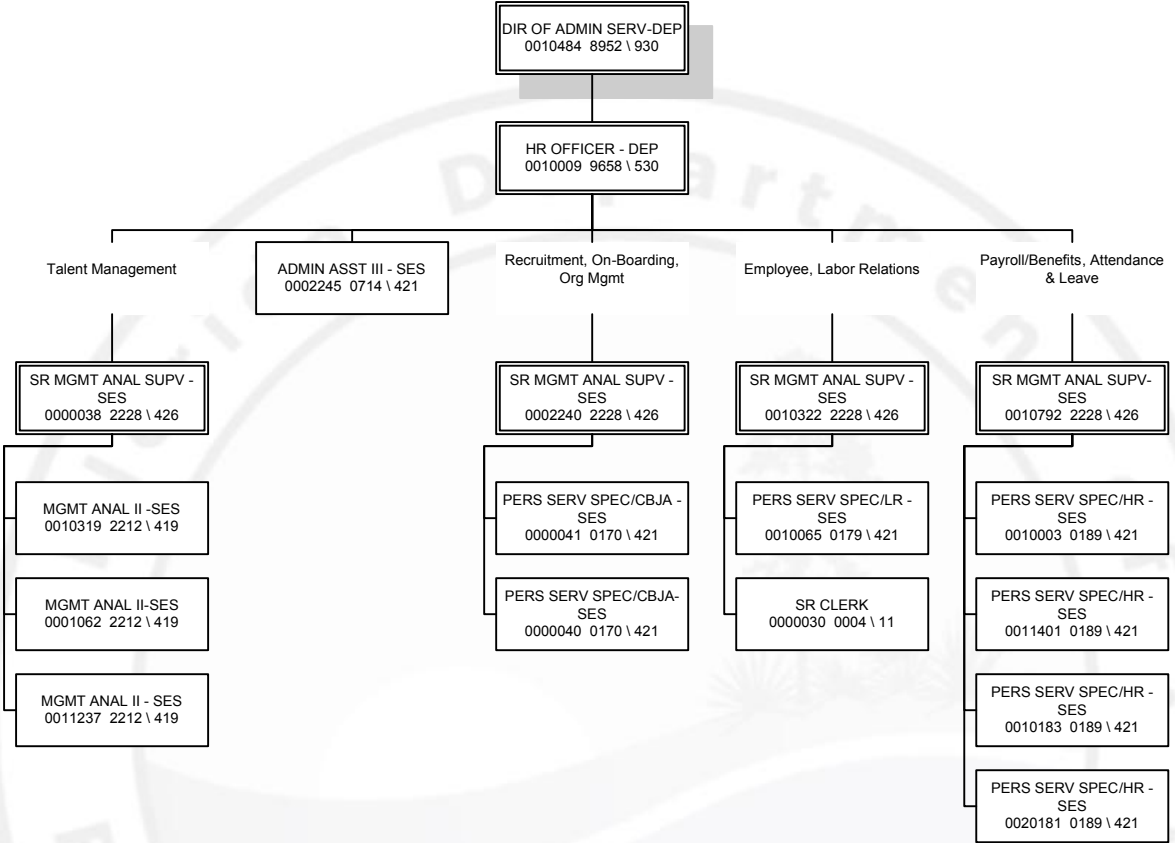 DIR OF ADMIN SERV-DEP
0010484 8952 \ 930
HR OFFICER - DEP
0010009 9658 \ 530
Talent Management
ADMIN ASST III - SES
0002245 0714 \ 421
Recruitment, On-Boarding,
Org Mgmt
Employee, Labor Relations
Payroll/Benefits, Attendance
& Leave
SR MGMT ANAL SUPV -
SES
0000038 2228 \ 426
MGMT ANAL II -SES
0010319 2212 \ 419
MGMT ANAL II-SES
0001062 2212 \ 419
MGMT ANAL II - SES
0011237 2212 \ 419
SR MGMT ANAL SUPV -
SES
0002240 2228 \ 426
PERS SERV SPEC/CBJA -
SES
0000041 0170 \ 421
PERS SERV SPEC/CBJA-
SES
0000040 0170 \ 421
SR MGMT ANAL SUPV -
SES
0010322 2228 \ 426
PERS SERV SPEC/LR -
SES
0010065 0179 \ 421
SR CLERK
0000030 0004 \ 11
SR MGMT ANAL SUPV-
SES
0010792 2228 \ 426
PERS SERV SPEC/HR -
SES
0010003 0189 \ 421
PERS SERV SPEC/HR -
SES
0011401 0189 \ 421
PERS SERV SPEC/HR -
SES
0010183 0189 \ 421
PERS SERV SPEC/HR -
SES
0020181 0189 \ 421
Department